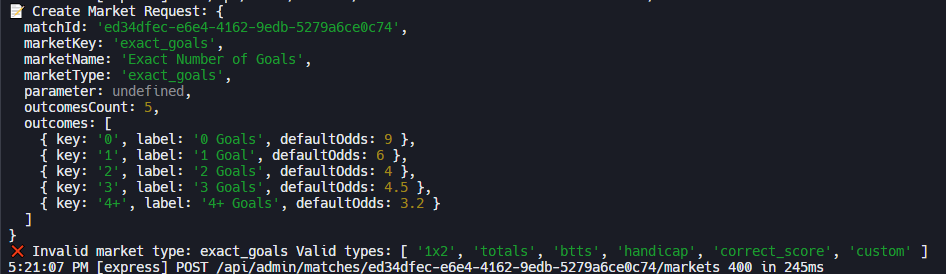 📝 Create Market Request: {
  matchId: 'ed34dfec-e6e4-4162-9edb-5279a6ce0c74',
  marketKey: 'exact_goals',
  marketName: 'Exact Number of Goals',
  marketType: 'exact_goals',
  parameter: undefined,
  outcomesCount: 5,
  outcomes: [
    { key: '0', label: '0 Goals', defaultOdds: 9 },
    { key: '1', label: '1 Goal', defaultOdds: 6 },
    { key: '2', label: '2 Goals', defaultOdds: 4 },
    { key: '3', label: '3 Goals', defaultOdds: 4.5 },
    { key: '4+', label: '4+ Goals', defaultOdds: 3.2 }
  ]
}
❌ Invalid market type: exact_goals Valid types: [ '1x2', 'totals', 'btts', 'handicap', 'correct_score', 'custom' ]
5:21:07 PM [express] POST /api/admin/matches/ed34dfec-e6e4-4162-9edb-5279a6ce0c74/markets 400 in 245ms